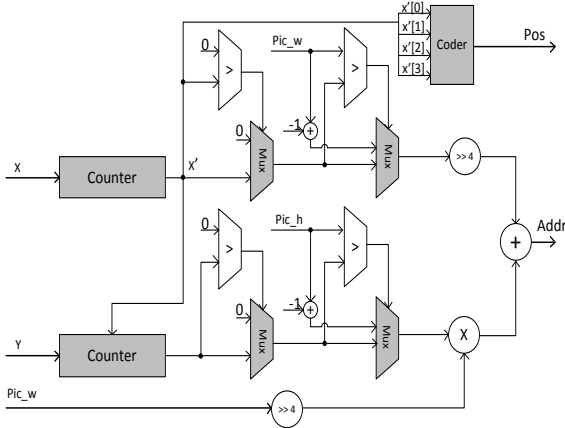 x'[0]
x'[1]
x'[2]
x'[3]
Coder
Pos
Pic_w
0
>
>
-1
+
0
Mux
Mux
>> 4
X
Counter
X'
+
Addr
0
Pic_h
>
>
-1
+
0
Mux
Mux
X
Y
Counter
Pic_w
>> 4